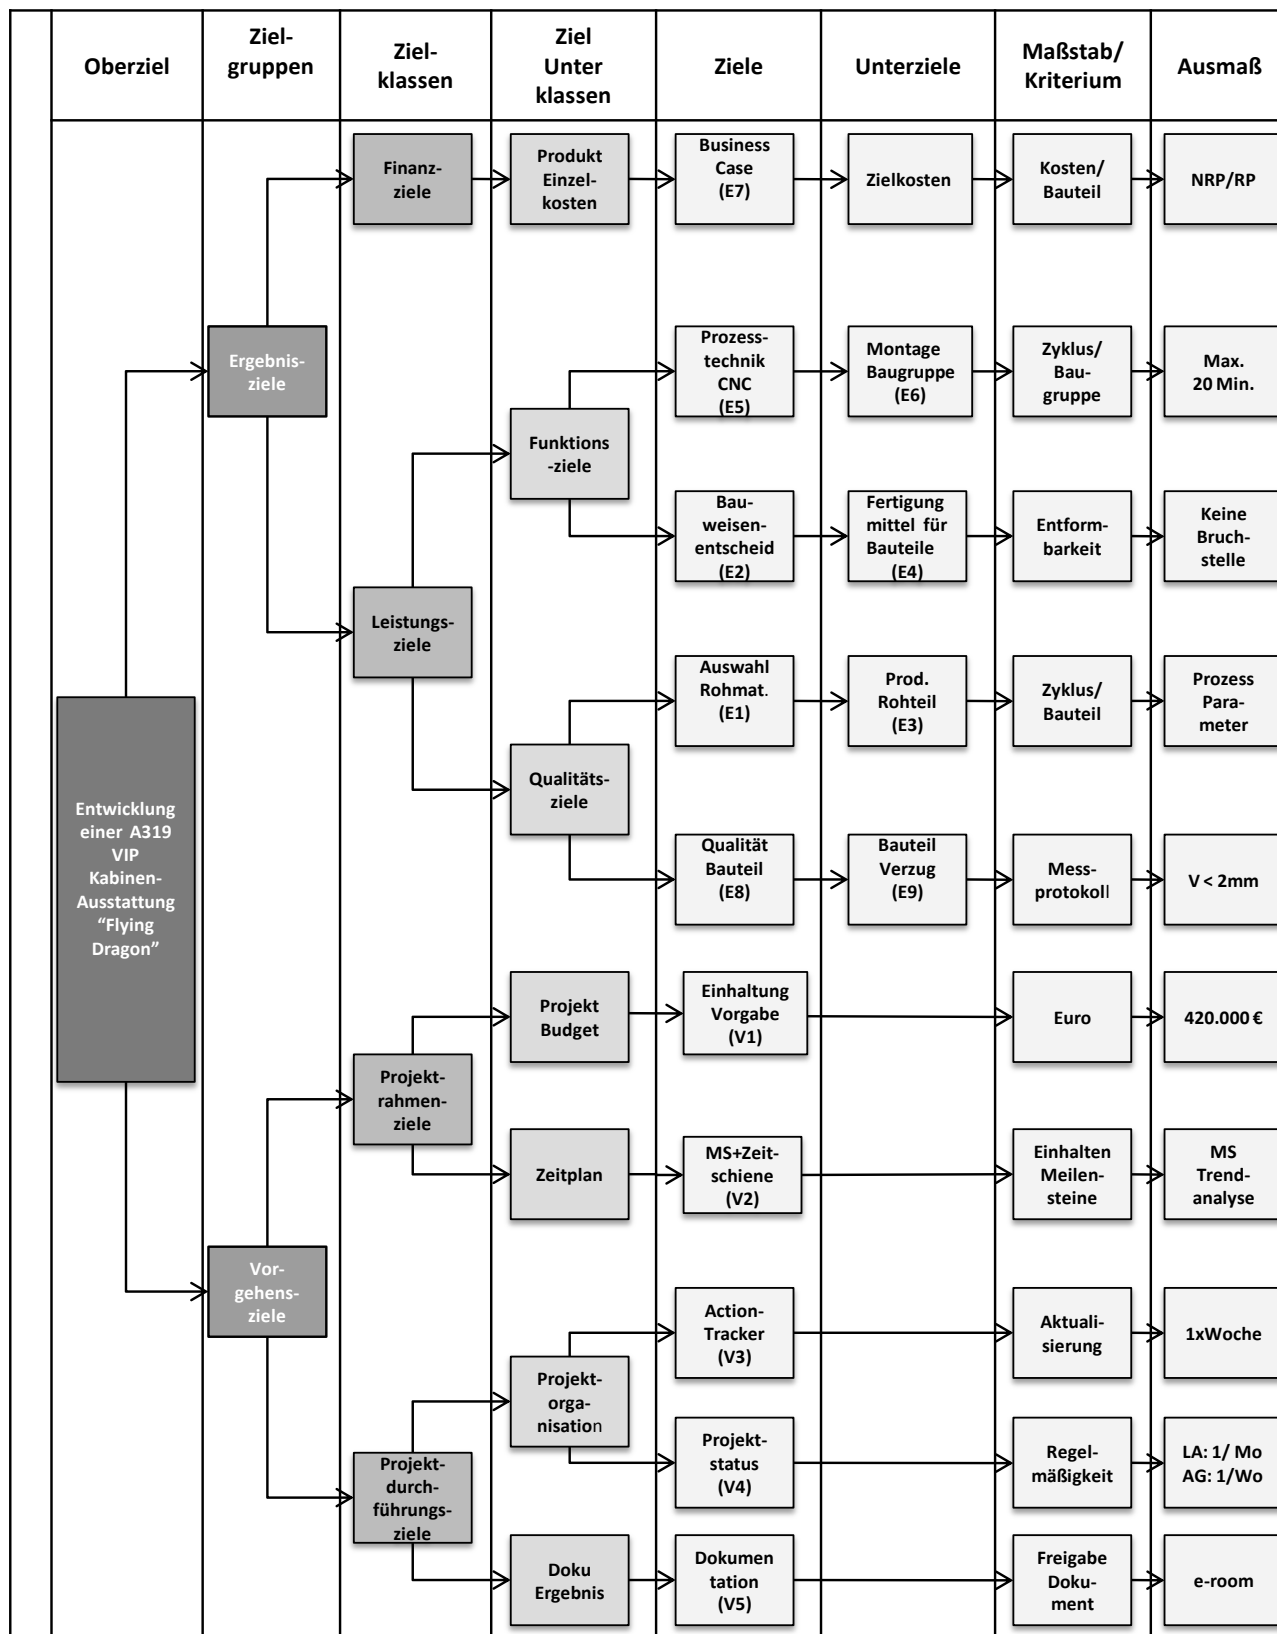 Oberziel
Ziel-
gruppen
Ziel-
klassen
Ziel
Unter
klassen
Ziele
Unterziele
Maßstab/
Kriterium
Ausmaß
Entwicklung
einer A319
VIP
Kabinen-
Ausstattung
“Flying
Dragon”
Ergebnis-
ziele
Finanz-
ziele
Produkt
Einzel-
kosten
Business
Case
(E7)
Zielkosten
Kosten/
Bauteil
NRP/RP
Leistungs-
ziele
Funktions
-ziele
Prozess-
technik
CNC
(E5)
Montage
Baugruppe
(E6)
Zyklus/
Bau-
gruppe
Max.
20 Min.
Bau-
weisen-
entscheid
(E2)
Fertigung
mittel für
Bauteile
(E4)
Entform-
barkeit
Keine
Bruch-
stelle
Qualitäts-
ziele
Auswahl
Rohmat.
(E1)
Prod.
Rohteil
(E3)
Zyklus/
Bauteil
Prozess
Para-
meter
Qualität
Bauteil
(E8)
Bauteil
Verzug
(E9)
Mess-
protokoll
V < 2mm
Vor-
gehens-
ziele
Projekt-
rahmen-
ziele
Projekt
Budget
Einhaltung
Vorgabe
(V1)
Euro
420.000 €
Zeitplan
MS+Zeit-
schiene
(V2)
Einhalten
Meilen-
steine
MS
Trend-
analyse
Projekt-
durch-
führungs-
ziele
Projekt-
orga-
nisation
Action-
Tracker
(V3)
Aktuali-
sierung
1xWoche
Projekt-
status
(V4)
Regel-
mäßigkeit
LA: 1/ Mo
AG: 1/Wo
Doku
Ergebnis
Dokumen
tation
(V5)
Freigabe
Doku-
ment
e-room